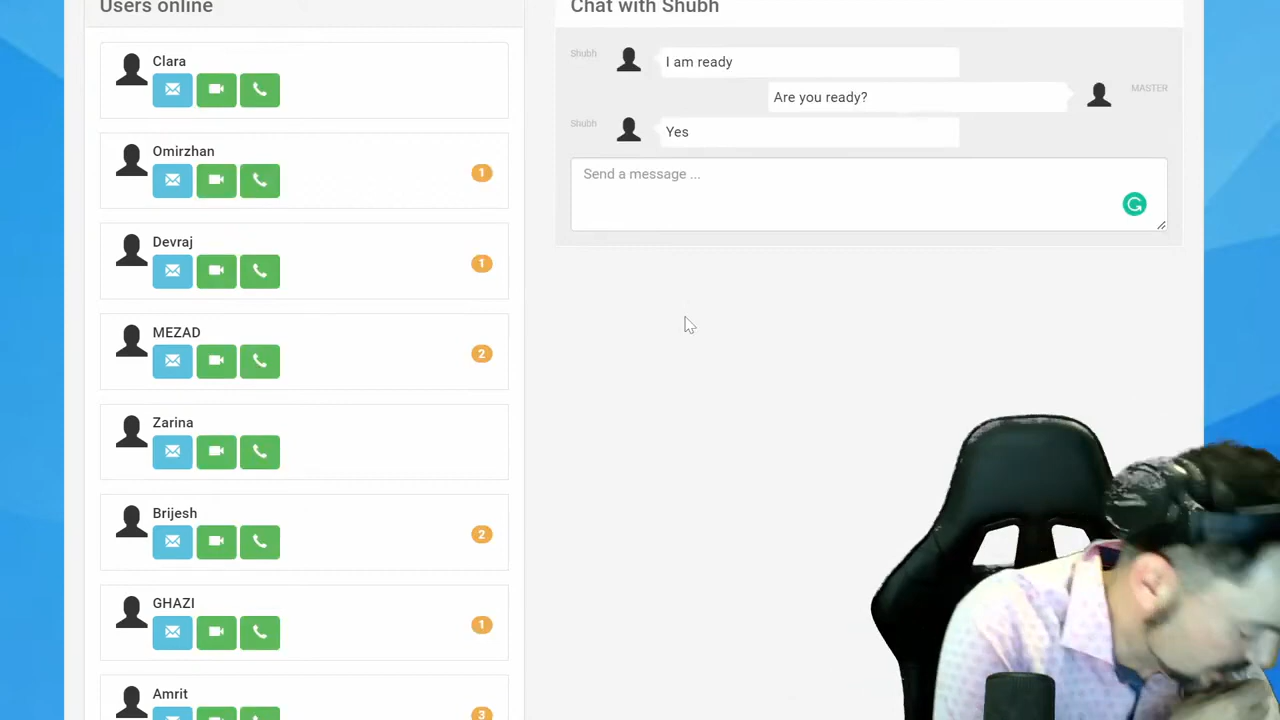 Users online
Clara
Omirzhan
1
Devraj
1
MEZAD
2
Zarina
Brijesh
2
GHAZI
1
Amrit
3
Chat with Shubh
Shubh
I am ready
Are you ready?
MASTER
Shubh
Yes
Send a message ...